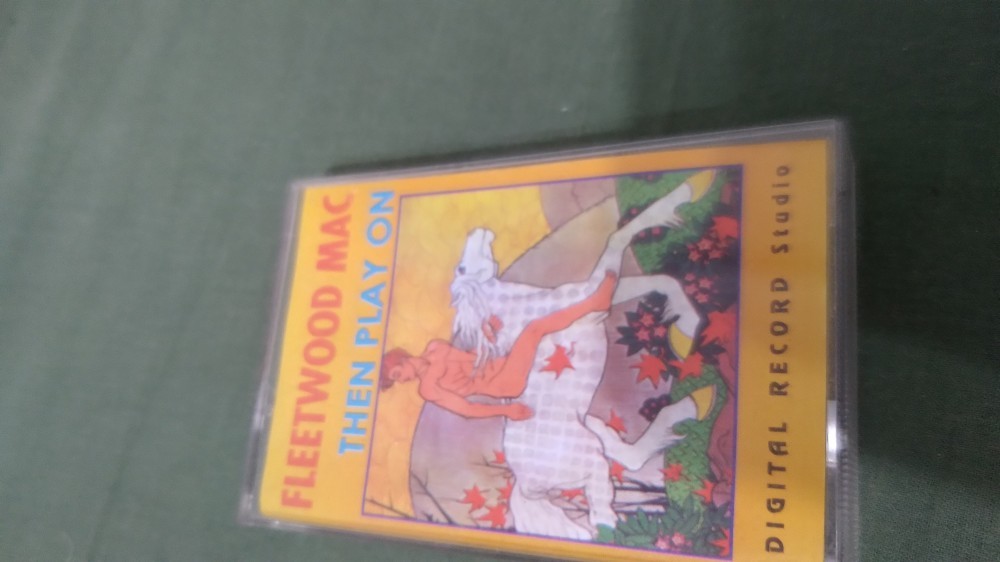 FLEETWOOD MAC
THEN PLAY ON
DIGITAL RECORD Studio